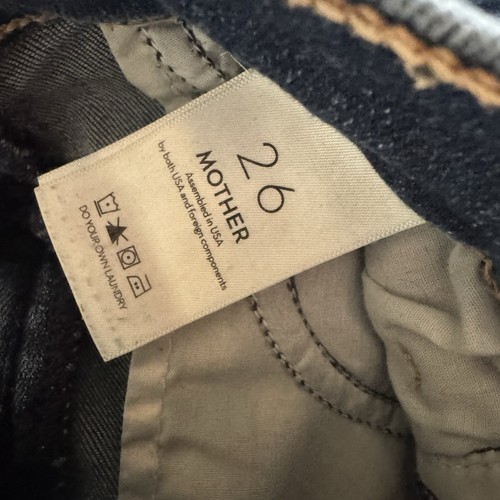 26
MOTHER
Assembled in USA
by both USA and foreign components
DO YOUR OWN LAUNDRY